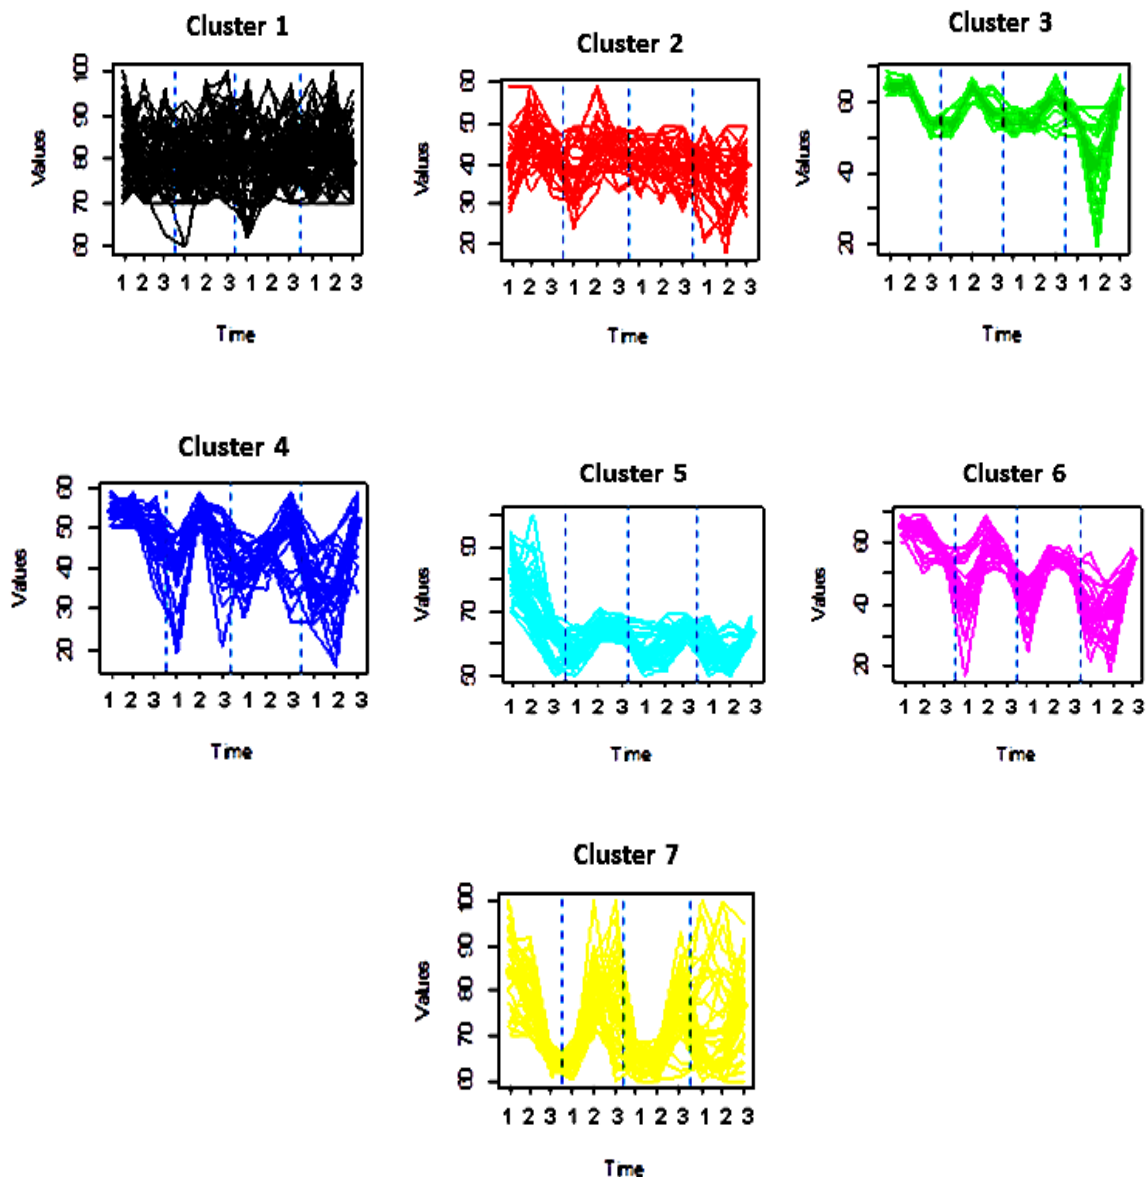 Cluster 1
Values
100
90
80
70
60
1 2 3 1 2 3 1 2 3 1 2 3
Time
Cluster 2
Values
60
50
40
30
20
1 2 3 1 2 3 1 2 3 1 2 3
Time
Cluster 3
Values
60
40
20
1 2 3 1 2 3 1 2 3 1 2 3
Time
Cluster 4
Values
60
50
40
30
20
1 2 3 1 2 3 1 2 3 1 2 3
Time
Cluster 5
Values
90
70
50
1 2 3 1 2 3 1 2 3 1 2 3
Time
Cluster 6
Values
60
40
20
1 2 3 1 2 3 1 2 3 1 2 3
Time
Cluster 7
Values
100
90
80
70
60
1 2 3 1 2 3 1 2 3 1 2 3
Time